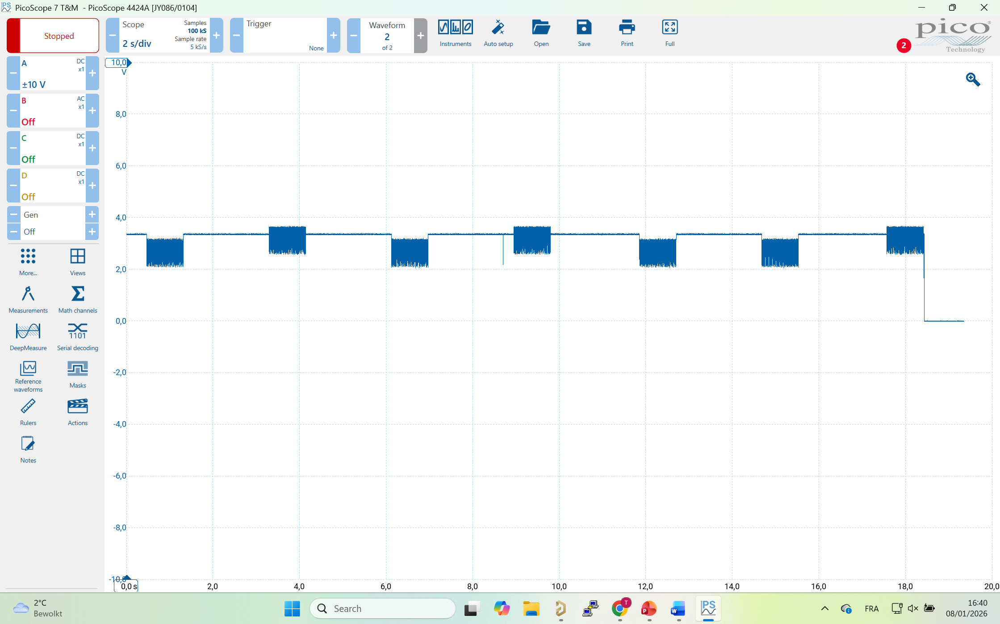 PicoScope 7 T&M - PicoScope 4424A [JY086/0104]
Stopped
Scope
2 s/div
Samples
100 kS
Sample rate
5 kS/s
Trigger
None
Waveform
2
of 2
Instruments
Auto setup
Open
Save
Print
Full
2
pico
Technology
A
DC
x1
±10 V
B
AC
x1
Off
C
DC
x1
Off
D
DC
x1
Off
Gen
Off
More...
Views
Measurements
Math channels
DeepMeasure
1101
Serial decoding
Reference
waveforms
Masks
Rulers
Actions
Notes
10,0
V
8,0
6,0
4,0
2,0
0,0
-2,0
-4,0
-6,0
-8,0
-10,0
0,0 s
2,0
4,0
6,0
8,0
10,0
12,0
14,0
16,0
18,0
20,0
2°C
Bewolkt
Search
FRA
16:40
08/01/2026